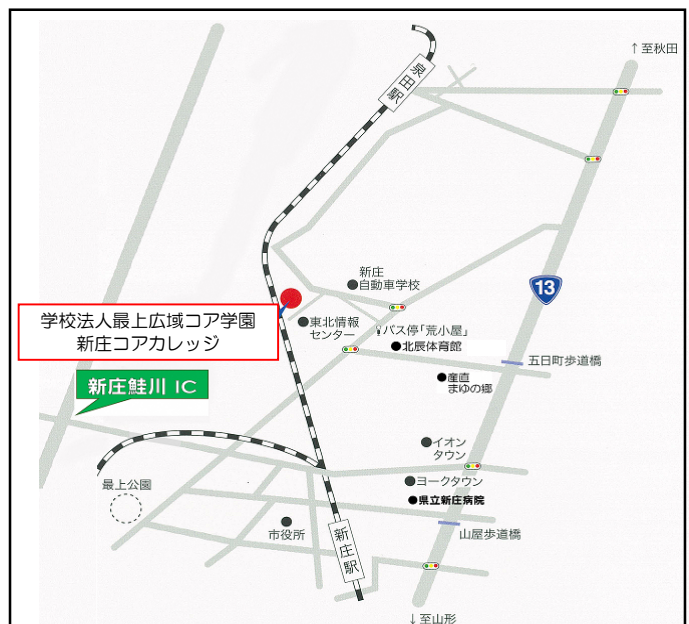 ↑至秋田
泉田駅
13
新庄
自動車学校
学校法人最上広域コア学園
新庄コアカレッジ
東北情報
センター
バス停「荒小屋」
北辰体育館
五日町歩道橋
産直
まゆの郷
新庄鮭川 IC
イオン
タウン
ヨークタウン
最上公園
県立新庄病院
市役所
新庄駅
山屋歩道橋
↓至山形